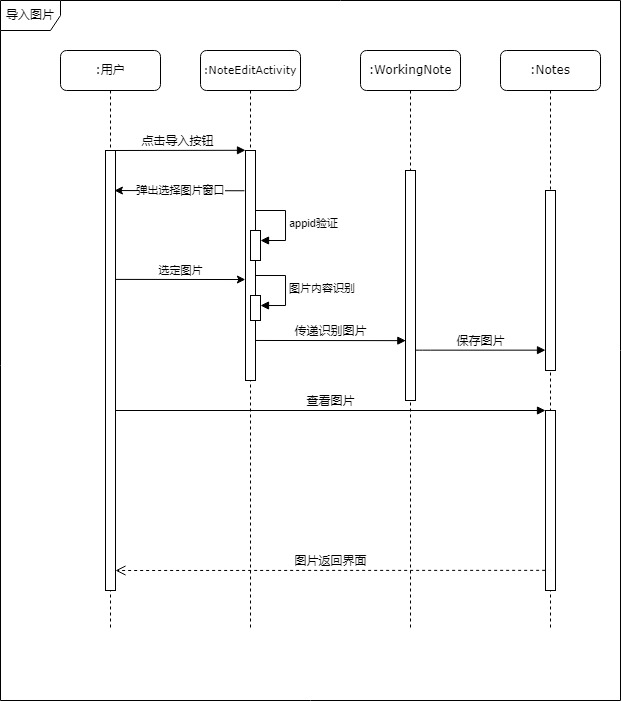 导入图片
:用户
:NoteEditActivity
:WorkingNote
:Notes
点击导入按钮
弹出选择图片窗口
appid验证
选定图片
图片内容识别
传递识别图片
保存图片
查看图片
图片返回界面